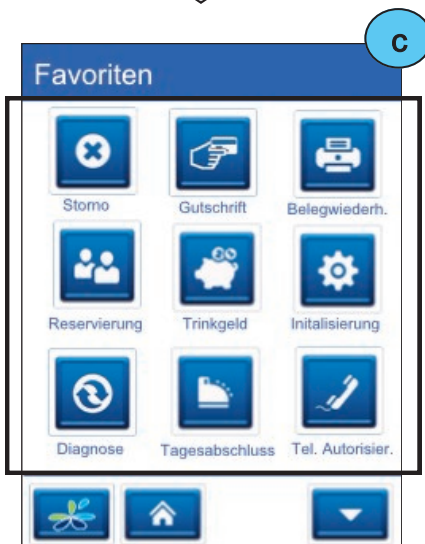 C
Favoriten
Storno Gutschrift Belegwiederh.
Reservierung Trinkgeld Initalisierung
Diagnose Tagesabschluss Tel. Autorisier.